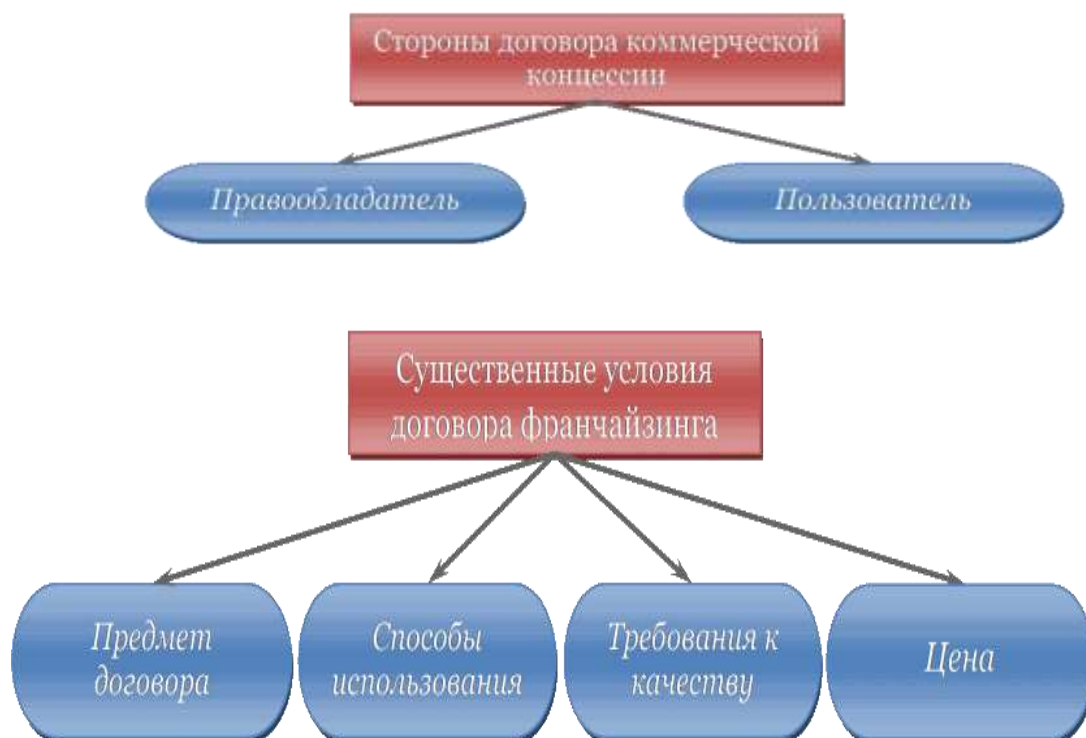 Стороны договора коммерческой
концессии
Правообладатель
Пользователь
Существенные условия
договора франчайзинга
Предмет
договора
Способы
использования
Требования к
качеству
Цена